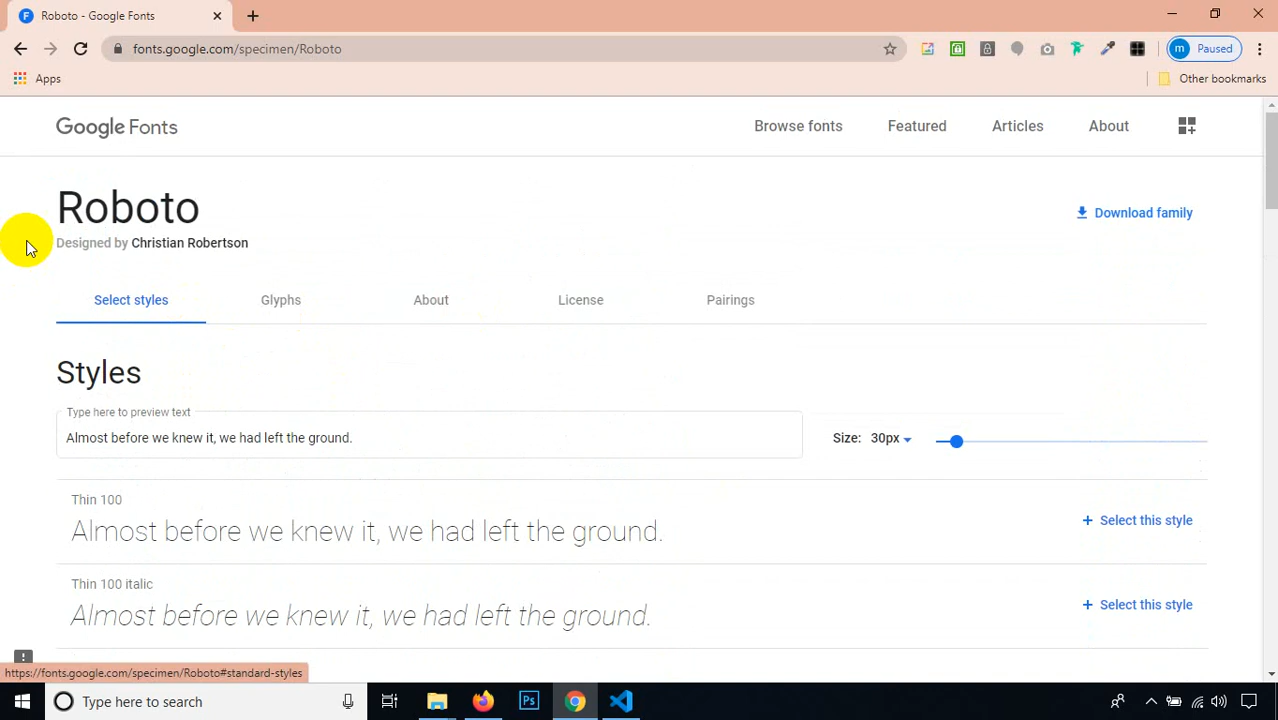 Roboto - Google Fonts
fonts.google.com/specimen/Roboto
m Paused
Apps
Other bookmarks
Google Fonts
Browse fonts
Featured
Articles
About
Roboto
Download family
Designed by Christian Robertson
Select styles
Glyphs
About
License
Pairings
Styles
Type here to preview text
Almost before we knew it, we had left the ground.
Size: 30px
Thin 100
Almost before we knew it, we had left the ground.
+ Select this style
Thin 100 italic
Almost before we knew it, we had left the ground.
+ Select this style
https://fonts.google.com/specimen/Roboto#standard-styles
Type here to search
Ps